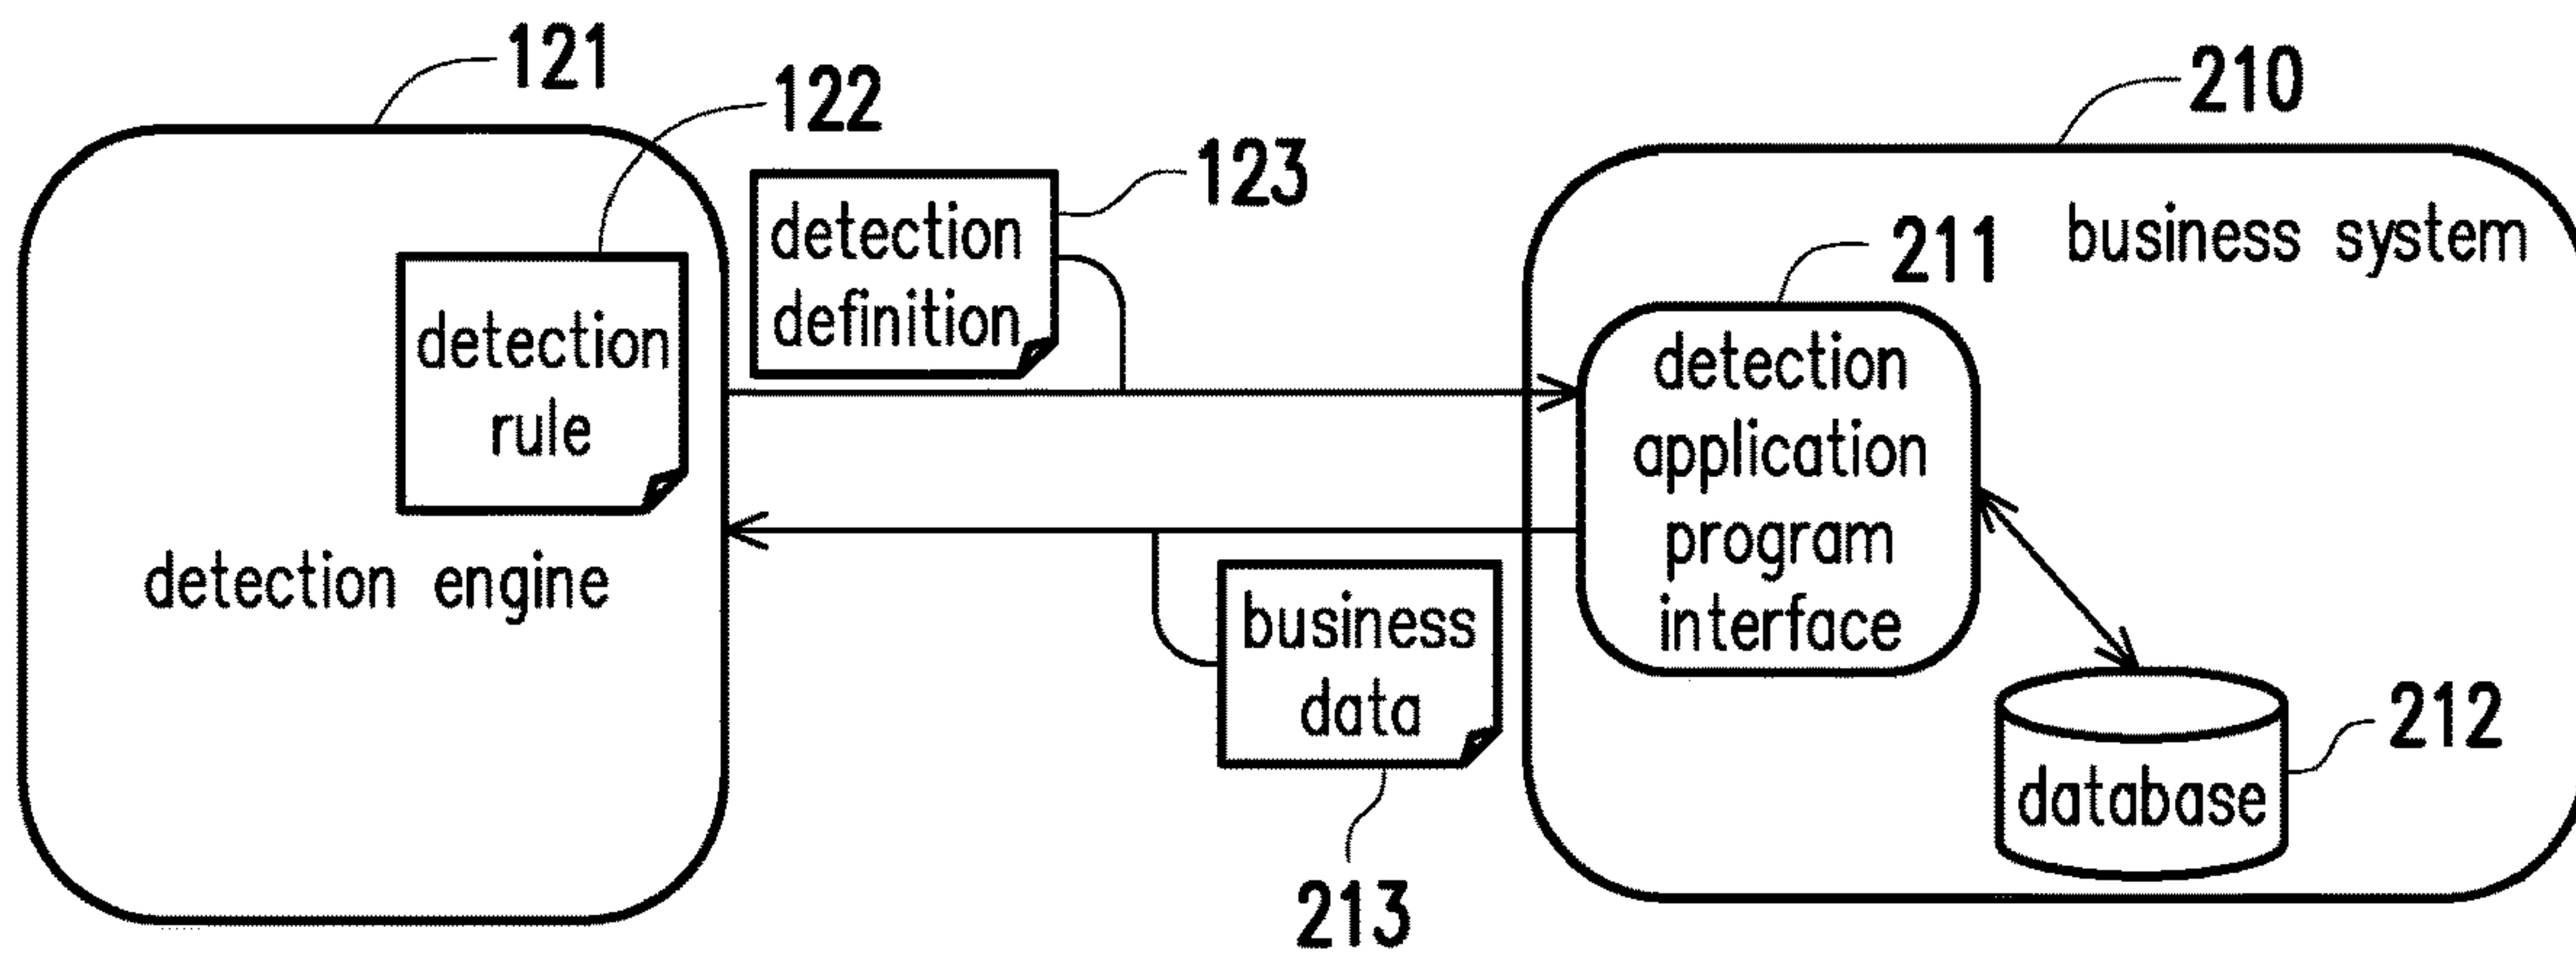 121
122
123
210
detection
definition
business system
211
detection
rule
detection
application
program
interface
detection engine
business
data
212
database
213